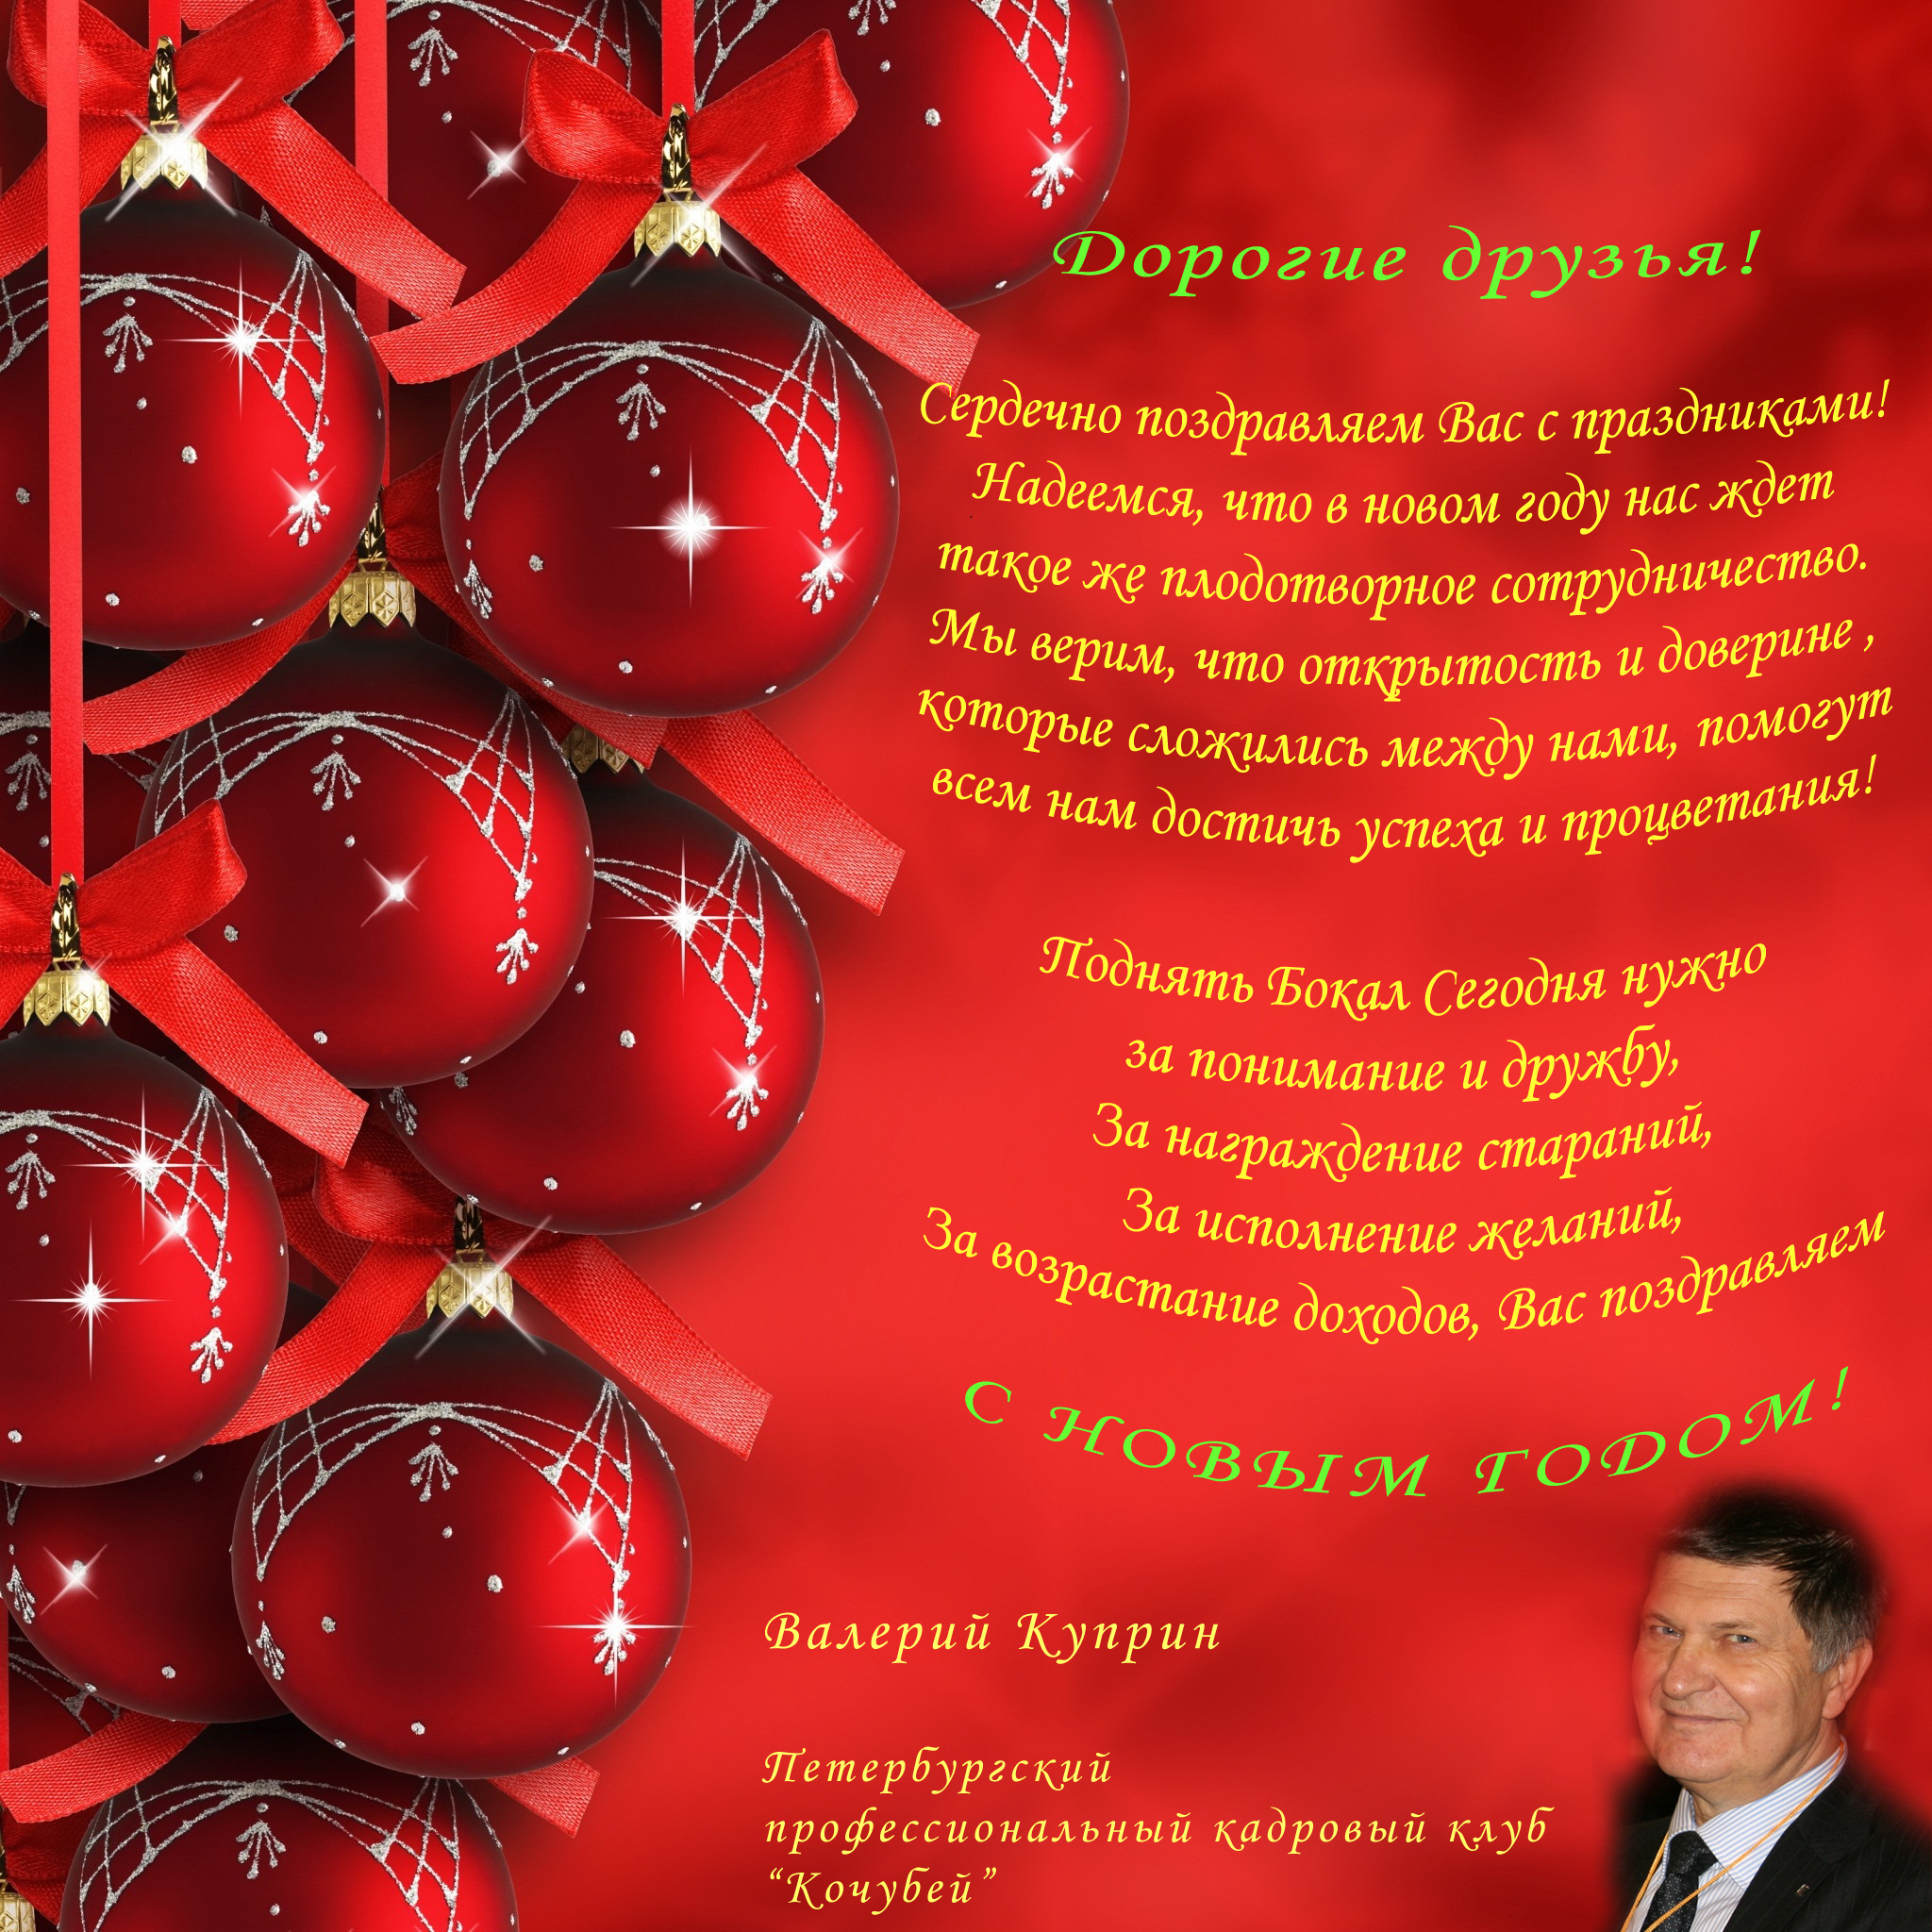 Дорогие друзья!
Сердечно поздравляем Вас с праздниками!
Надеемся, что в новом году нас ждет
такое же плодотворное сотрудничество.
Мы верим, что открытость и доверине ,
которые сложились между нами, помогут
всем нам достичь успеха и процветания!
Поднять Бокал Сегодня нужно
за понимание и дружбу,
За награждение стараний,
За исполнение желаний,
За возрастание доходов, Вас поздравляем
С НОВЫМ ГОДОМ!
Валерий Куприн
Петербургский
профессиональный кадровый клуб
“Кочубей”